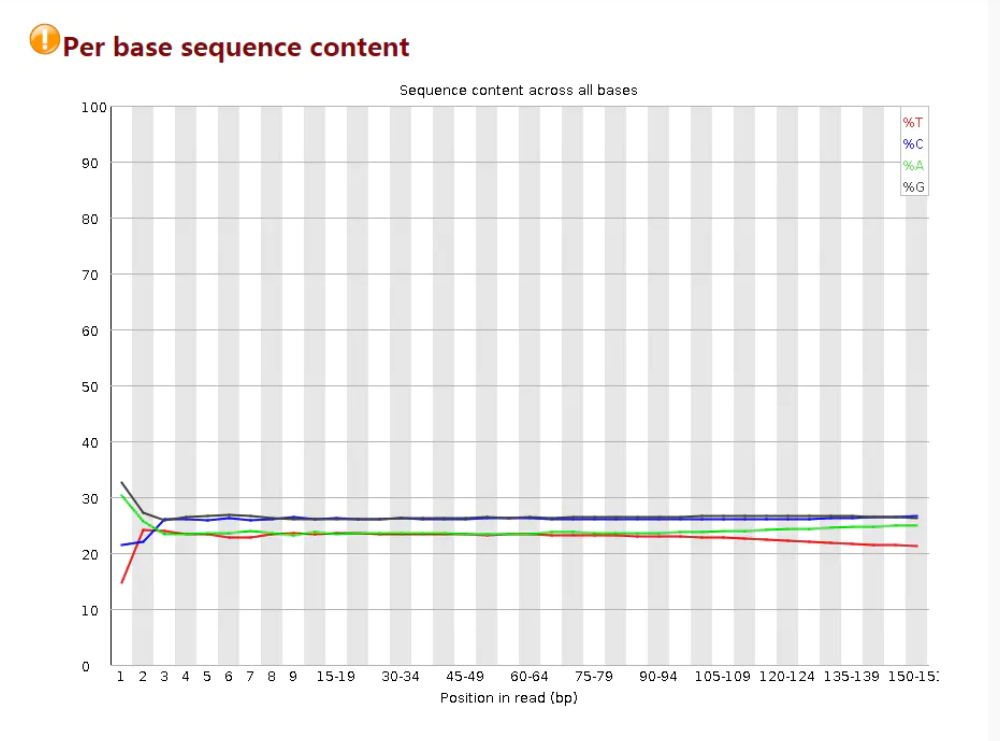 Per base sequence content
Sequence content across all bases
%T
%C
%A
%G
100
90
80
70
60
50
40
30
20
10
0
1 2 3 4 5 6 7 8 9 15-19 30-34 45-49 60-64 75-79 90-94 105-109 120-124 135-139 150-15
Position in read (bp)